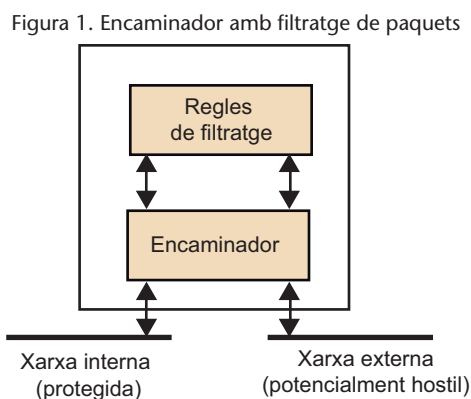 Figura 1. Encaminador amb filtratge de paquets
Regles
de filtratge
Encaminador
Xarxa interna
(protegida)
Xarxa externa
(potencialment hostil)